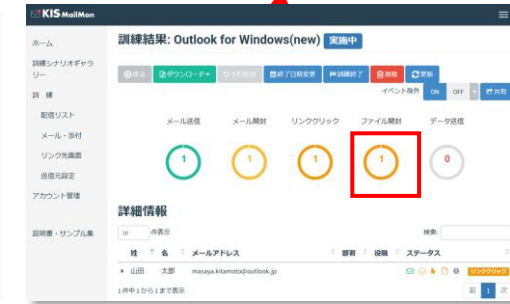 KIS MailMon
ホーム
訓練シナリオギャラリー
訓 練
配信リスト
メール・添付
リンク先画面
送信元設定
アカウント管理
説明書・サンプル集
訓練結果: Outlook for Windows(new) 実施中
戻る ダウンロード 終了日時変更 訓練終了 削除 更新
イベント除外 ON OFF 共有
メール送信 メール開封 リンククリック ファイル開封 データ送信
1 1 1 1 0
詳細情報
10 件表示 検索:
姓 名 メールアドレス 部署 役職 ステータス
山田 太郎 masaya.kitamoto@outlook.jp リンククリック
1 件中 1 から 1 まで表示 前 1 次